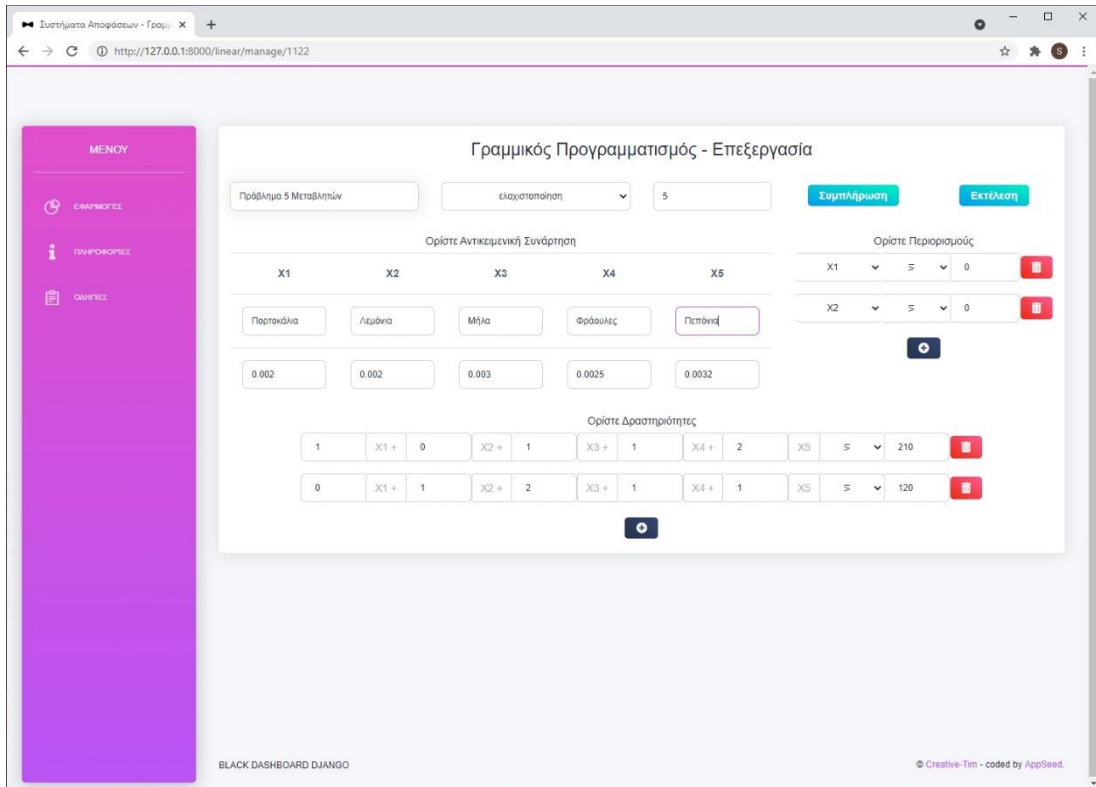 Συστήματα Αποφάσεων - Γραμμ
http://127.0.0.1:8000/linear/manage/1122
S
ΜΕΝΟΥ
ΕΦΑΡΜΟΓΕΣ
ΠΛΗΡΟΦΟΡΙΕΣ
ΟΔΗΓΙΕΣ
Γραμμικός Προγραμματισμός - Επεξεργασία
Πρόβλημα 5 Μεταβλητών ελαχιστοποίηση 5 Συμπλήρωση Εκτέλεση
Ορίστε Αντικειμενική Συνάρτηση
X1 X2 X3 X4 X5
Πορτοκάλια Λεμόνια Μήλα Φράουλες Πεπόνια
0.002 0.002 0.003 0.0025 0.0032
Ορίστε Περιορισμούς
X1 ≤ 0
X2 ≤ 0
Ορίστε Δραστηριότητες
1 X1 + 0 X2 + 1 X3 + 1 X4 + 2 X5 ≤ 210
0 X1 + 1 X2 + 2 X3 + 1 X4 + 1 X5 ≤ 120
BLACK DASHBOARD DJANGO
© Creative-Tim - coded by AppSeed.